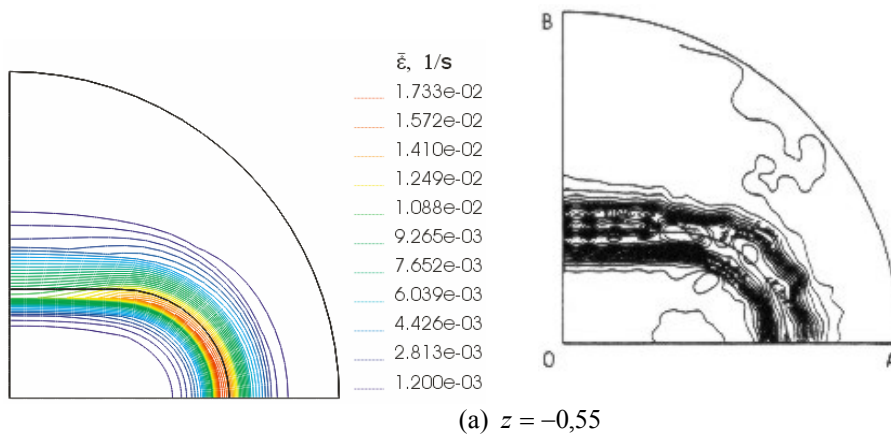 B
ε̄̇, 1/s
1.733e-02
1.572e-02
1.410e-02
1.249e-02
1.088e-02
9.265e-03
7.652e-03
6.039e-03
4.426e-03
2.813e-03
1.200e-03
O
A
(a) z = −0,55